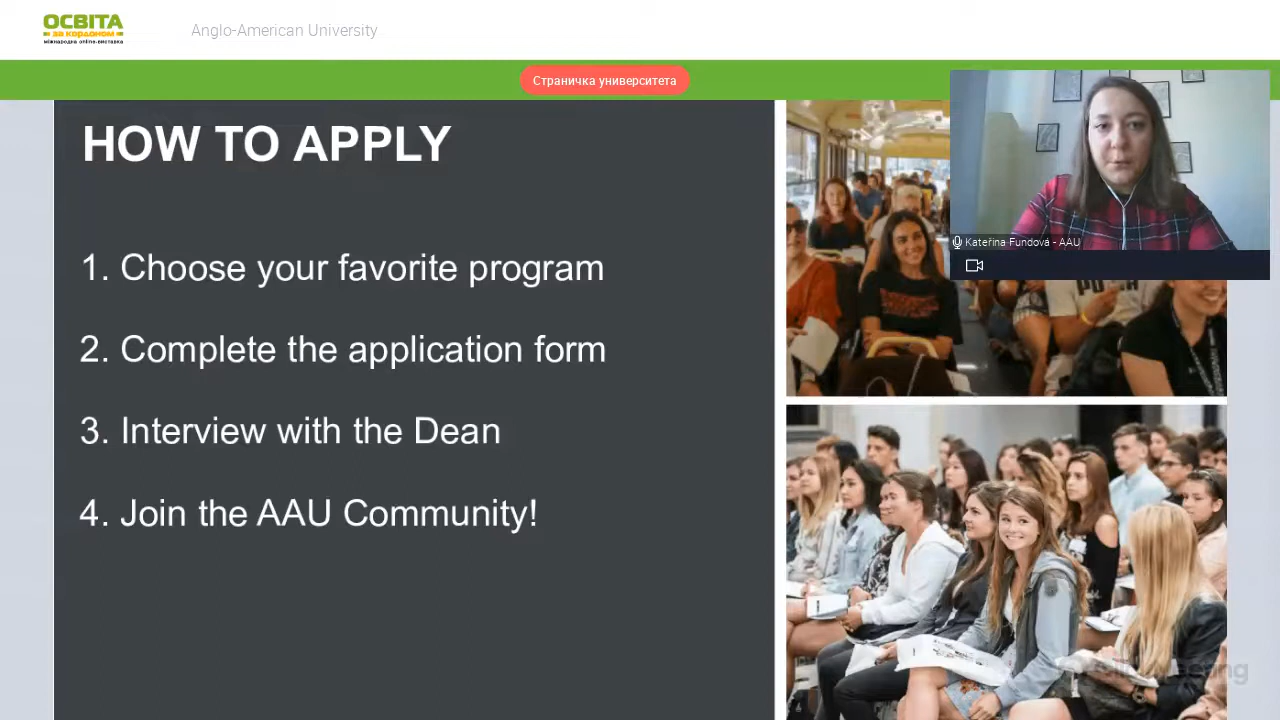 ОСВІТА
за кордоном
міжнародна online-виставка
Anglo-American University
Страничка университета
HOW TO APPLY
1. Choose your favorite program
2. Complete the application form
3. Interview with the Dean
4. Join the AAU Community!
Kateřina Fundová - AAU